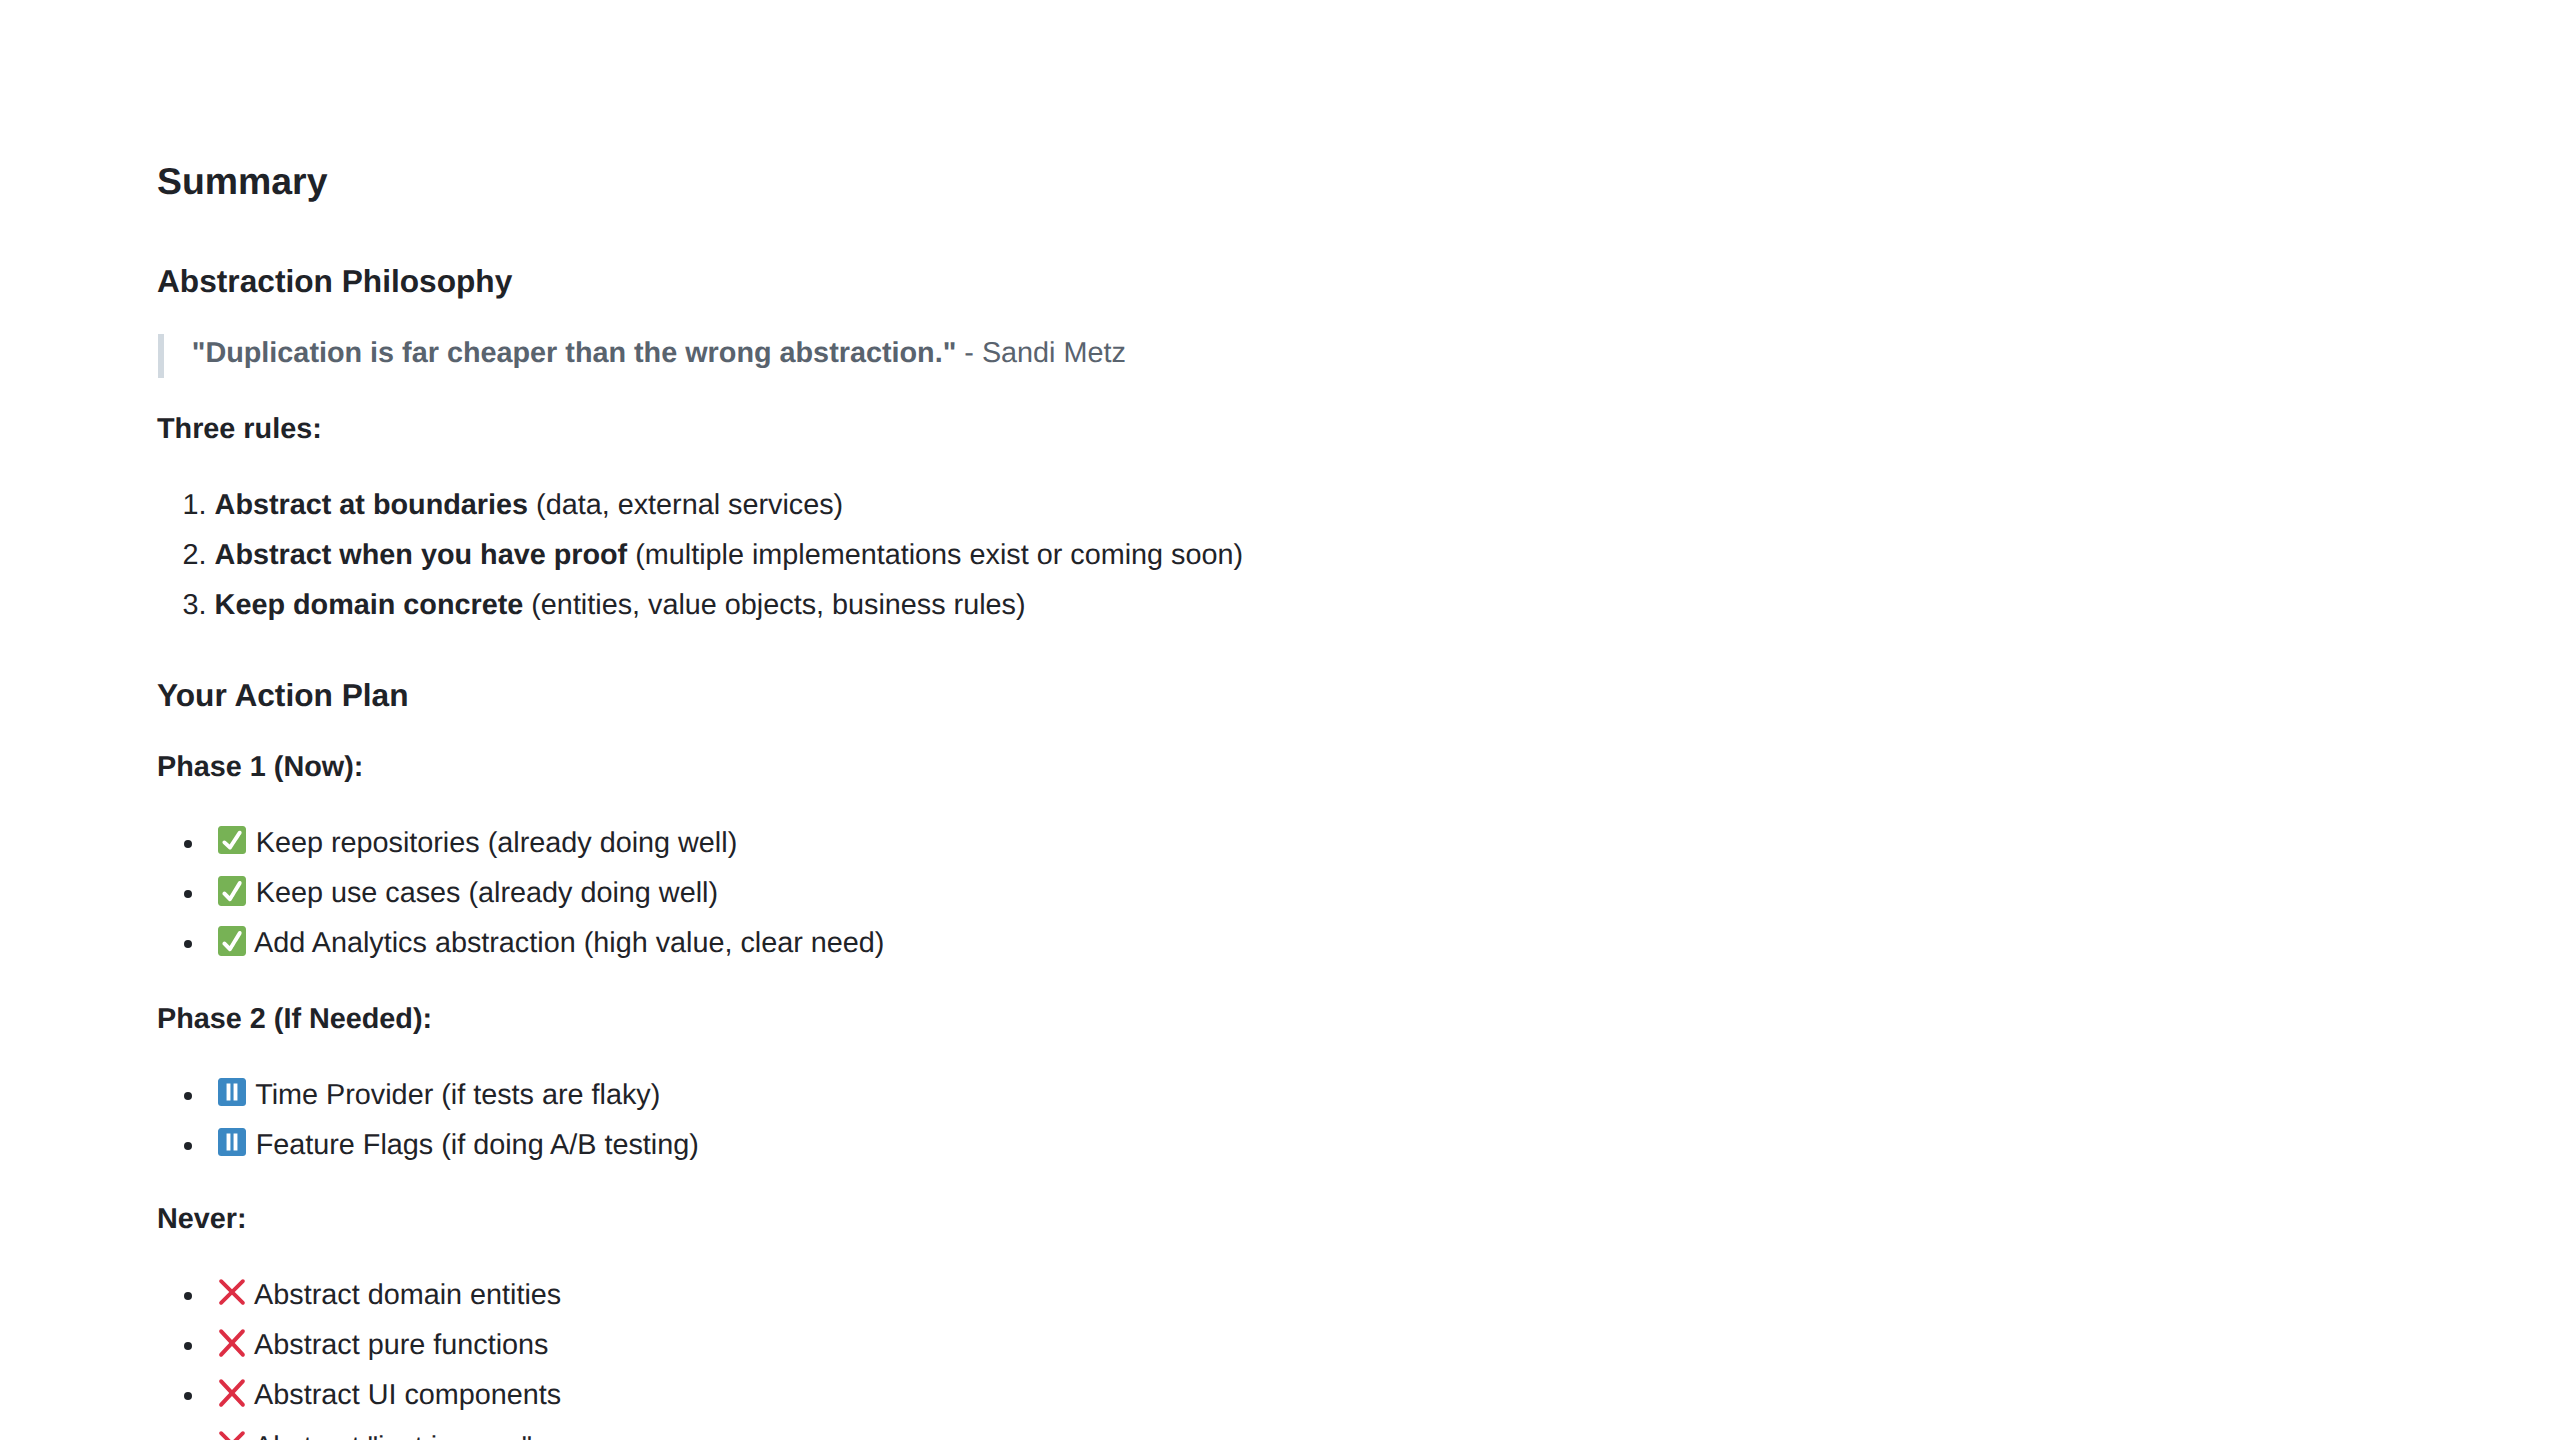 Summary
Abstraction Philosophy
"Duplication is far cheaper than the wrong abstraction." - Sandi Metz
Three rules:
1. Abstract at boundaries (data, external services)
2. Abstract when you have proof (multiple implementations exist or coming soon)
3. Keep domain concrete (entities, value objects, business rules)
Your Action Plan
Phase 1 (Now):
• ✅ Keep repositories (already doing well)
• ✅ Keep use cases (already doing well)
• ✅ Add Analytics abstraction (high value, clear need)
Phase 2 (If Needed):
• ⏸️ Time Provider (if tests are flaky)
• ⏸️ Feature Flags (if doing A/B testing)
Never:
• ❌ Abstract domain entities
• ❌ Abstract pure functions
• ❌ Abstract UI components